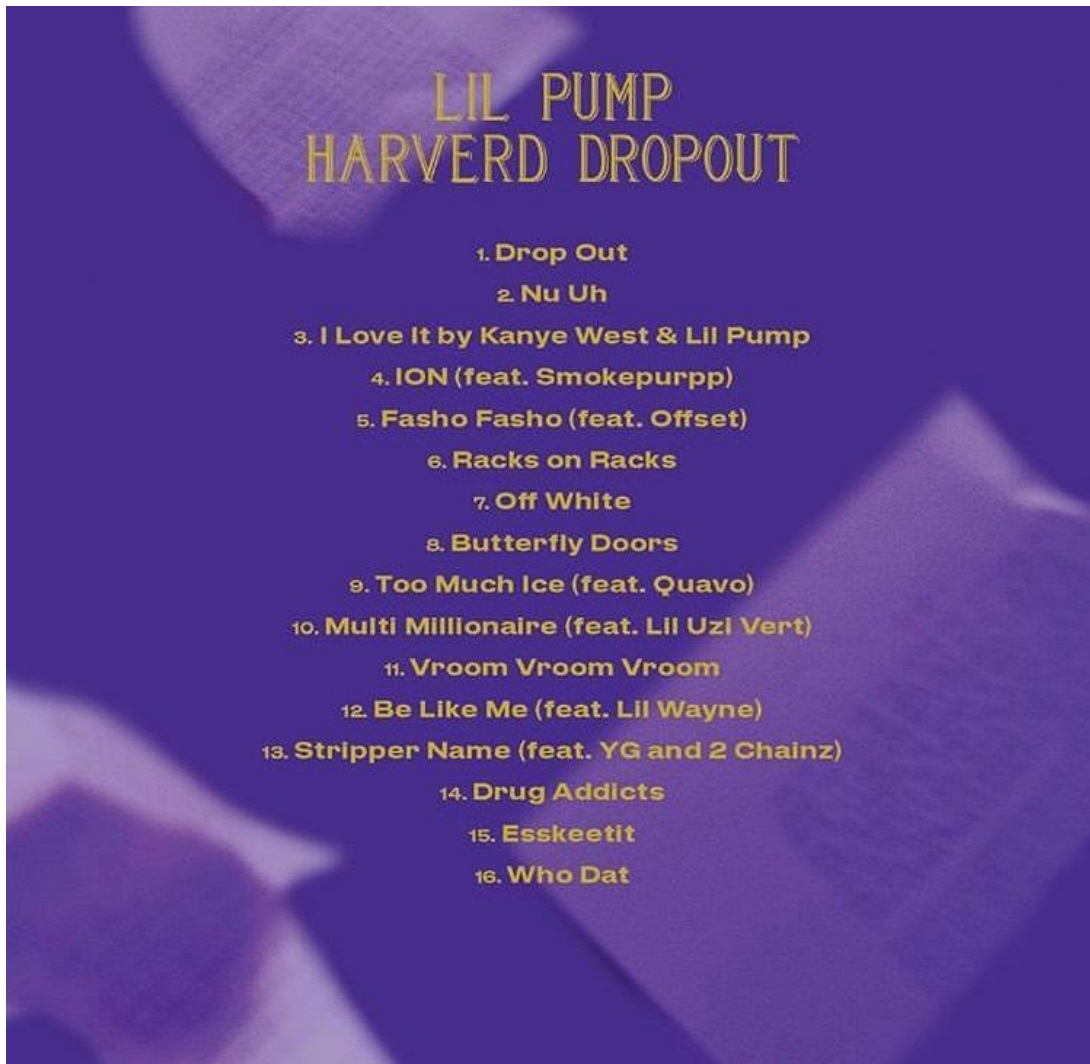 LIL PUMP
HARVERD DROPOUT
1. Drop Out
2. Nu Uh
3. I Love It by Kanye West & Lil Pump
4. ION (feat. Smokepurpp)
5. Fasho Fasho (feat. Offset)
6. Racks on Racks
7. Off White
8. Butterfly Doors
9. Too Much Ice (feat. Quavo)
10. Multi Millionaire (feat. Lil Uzi Vert)
11. Vroom Vroom Vroom
12. Be Like Me (feat. Lil Wayne)
13. Stripper Name (feat. YG and 2 Chainz)
14. Drug Addicts
15. Esskeetit
16. Who Dat